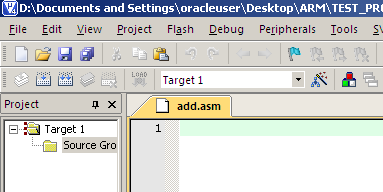 D:\Documents and Settings\oracleuser\Desktop\ARM\TEST_PRO
File Edit View Project Flash Debug Peripherals Tools S
LOAD Target 1
Project
add.asm
Target 1
1
Source Gro